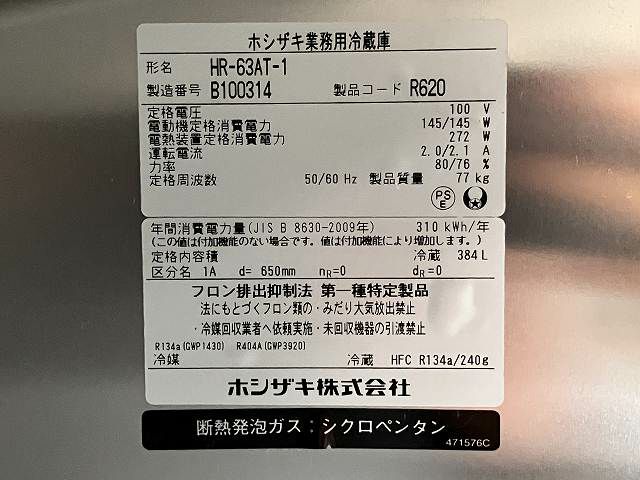 ホシザキ業務用冷蔵庫
形名 HR-63AT-1
製造番号 B100314 製品コード R620
定格電圧 100 V
電動機定格消費電力 145/145 W
電熱装置定格消費電力 272 W
運転電流 2.0/2.1 A
力率 80/76 %
定格周波数 50/60 Hz 製品質量 77 kg
PS
E
年間消費電力量(JIS B 8630-2009年) 310 kWh/年
(この値は付加機能のない場合です。値は付加機能により増加します。)
定格内容積 冷蔵 384 L
区分名 1A d= 650mm nR=0 dR=0
フロン排出抑制法 第一種特定製品
法にもとづくフロン類の・みだり大気放出禁止
・冷媒回収業者へ依頼実施・未回収機器の引渡禁止
R134a(GWP1430) R404A(GWP3920)
冷媒 冷蔵 HFC R134a/240g
ホシザキ株式会社
断熱発泡ガス：シクロペンタン
471576C